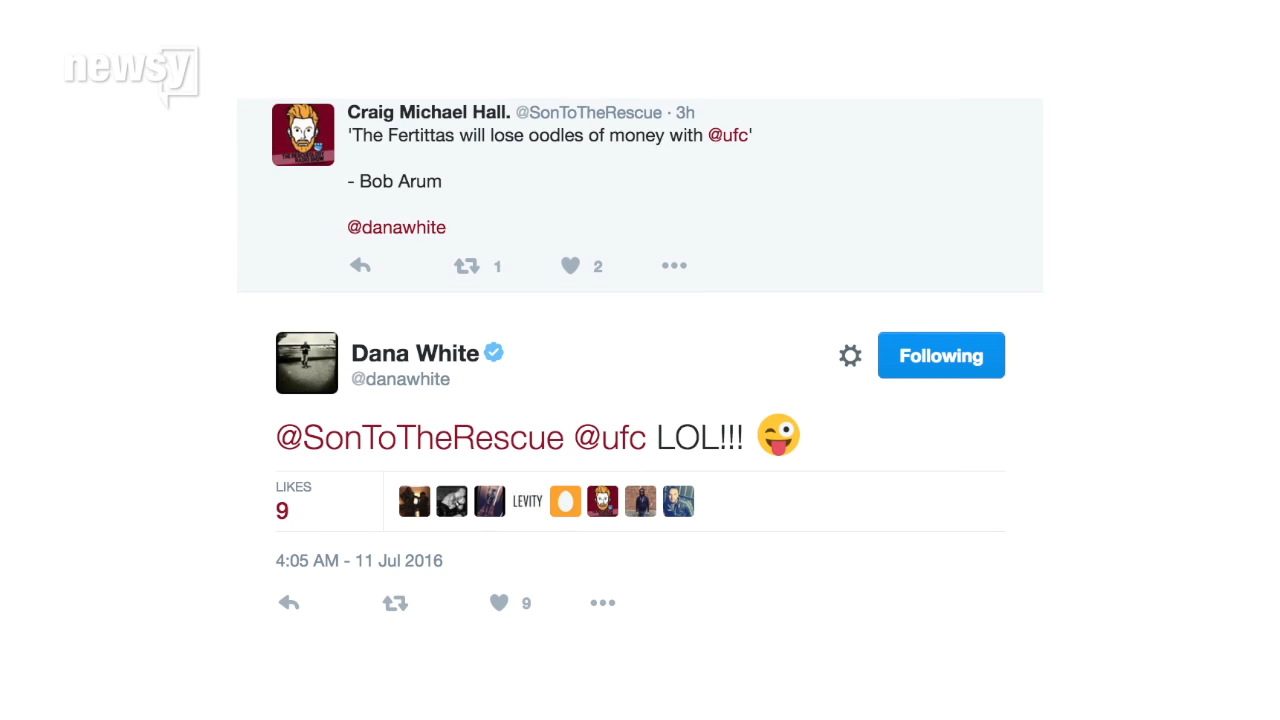 newsy
Craig Michael Hall. @SonToTheRescue · 3h
'The Fertittas will lose oodles of money with @ufc'
- Bob Arum
@danawhite
1 2
Dana White
@danawhite
Following
@SonToTheRescue @ufc LOL!!! 😜
LIKES
9
LEVITY
4:05 AM - 11 Jul 2016
9